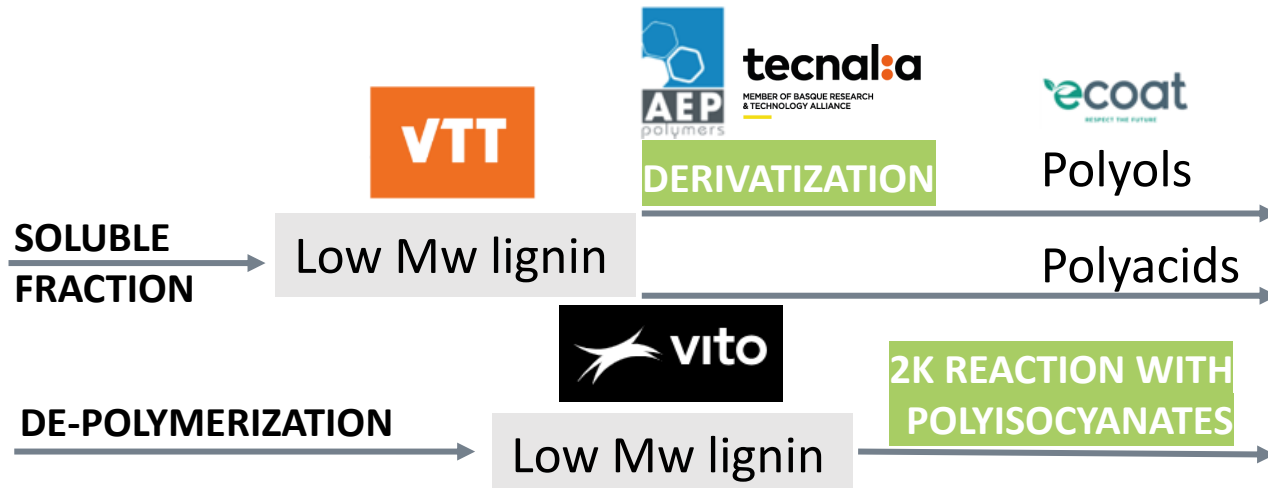 AEP
polymers
tecnal:a
MEMBER OF BASQUE RESEARCH
& TECHNOLOGY ALLIANCE
ecoat
RESPECT THE FUTURE
VTT
DERIVATIZATION
Polyols
SOLUBLE
FRACTION
Low Mw lignin
Polyacids
vito
2K REACTION WITH
POLYISOCYANATES
DE-POLYMERIZATION
Low Mw lignin